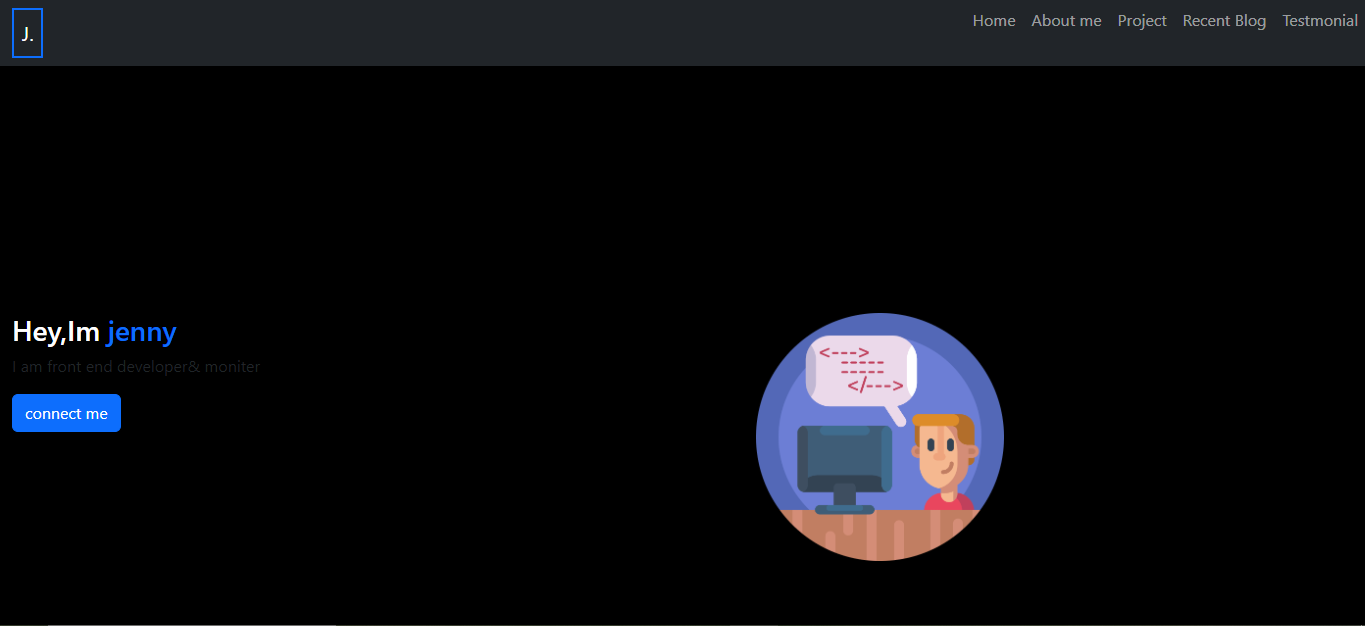 J.
Home About me Project Recent Blog Testmonial
Hey,Im jenny
I am front end developer& moniter
connect me
<--->
-----
-----
</--->